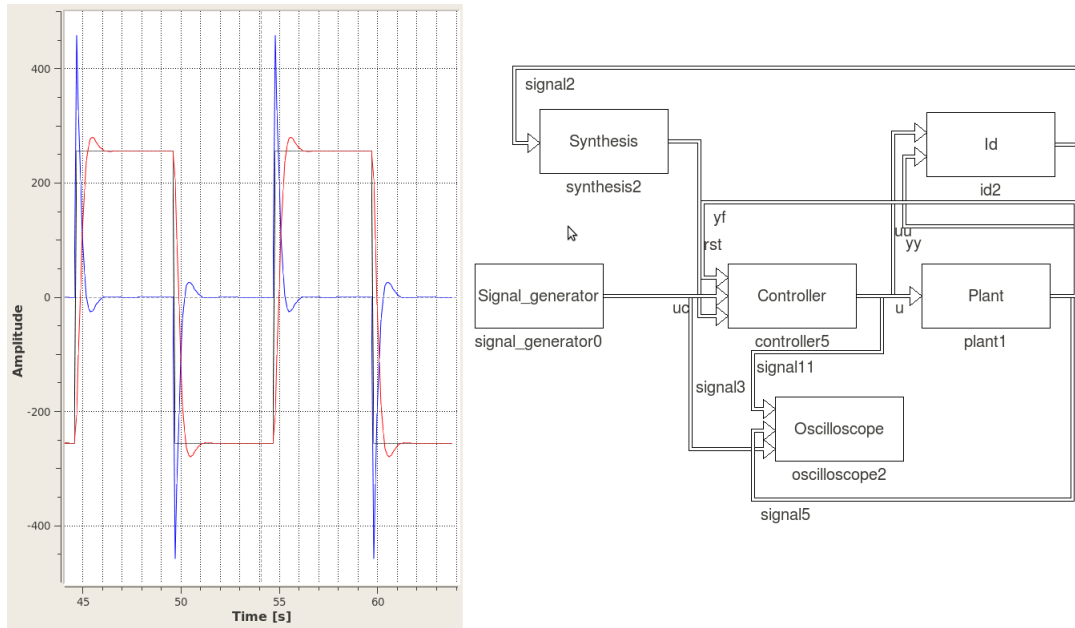 400
200
0
-200
-400
Amplitude
45
50
55
60
Time [s]
signal2
Synthesis
synthesis2
Id
id2
yf
rst
uu
yy
Signal_generator
signal_generator0
uc
Controller
controller5
u
Plant
plant1
signal11
signal3
Oscilloscope
oscilloscope2
signal5